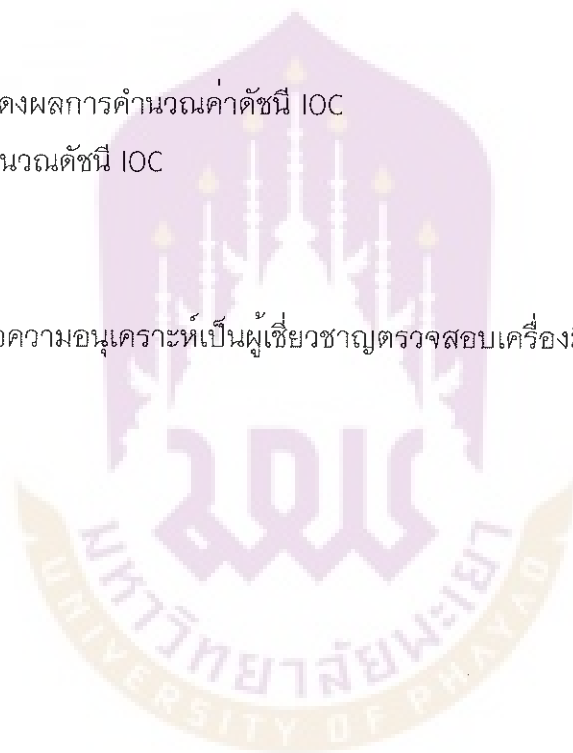 ดงผลการคำนวณค่าดัชนี IOC
นวณดัชนี IOC
อความอนุเคราะห์เป็นผู้เชี่ยวชาญตรวจสอบเครื่อง
มพ
มหาวิทยาลัยพะเยา
UNIVERSITY OF PHAYAO